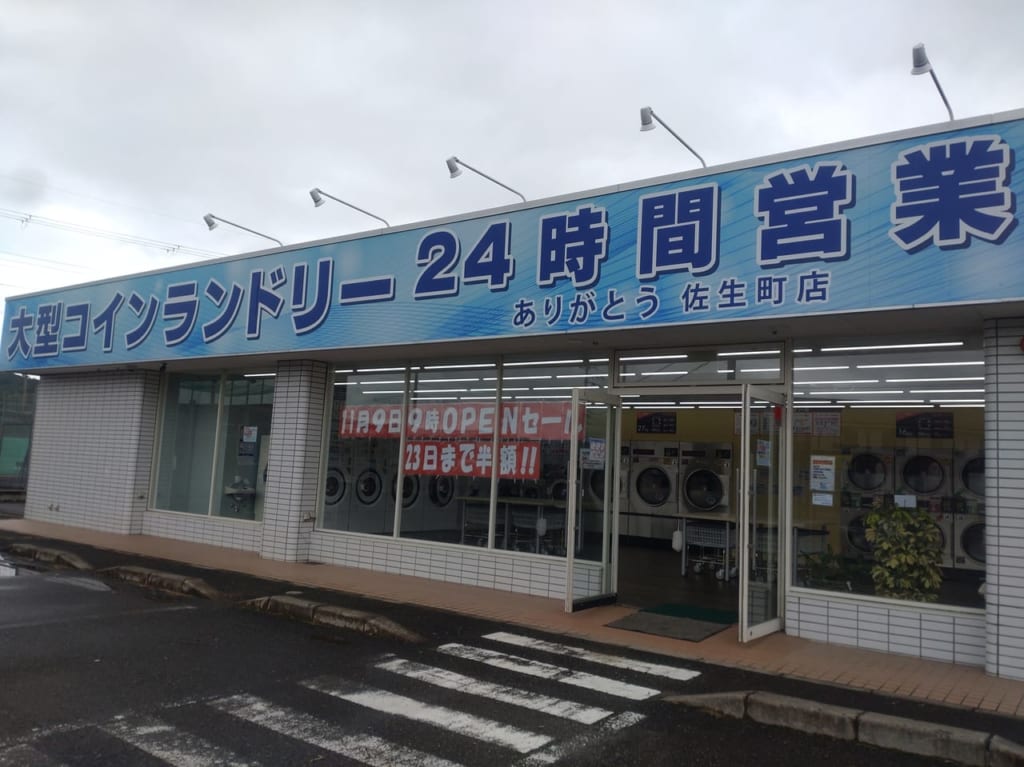 大型コインランドリー 24時間営業
ありがとう 佐生町店
11月9日9時OPENセール
23日まで半額!!